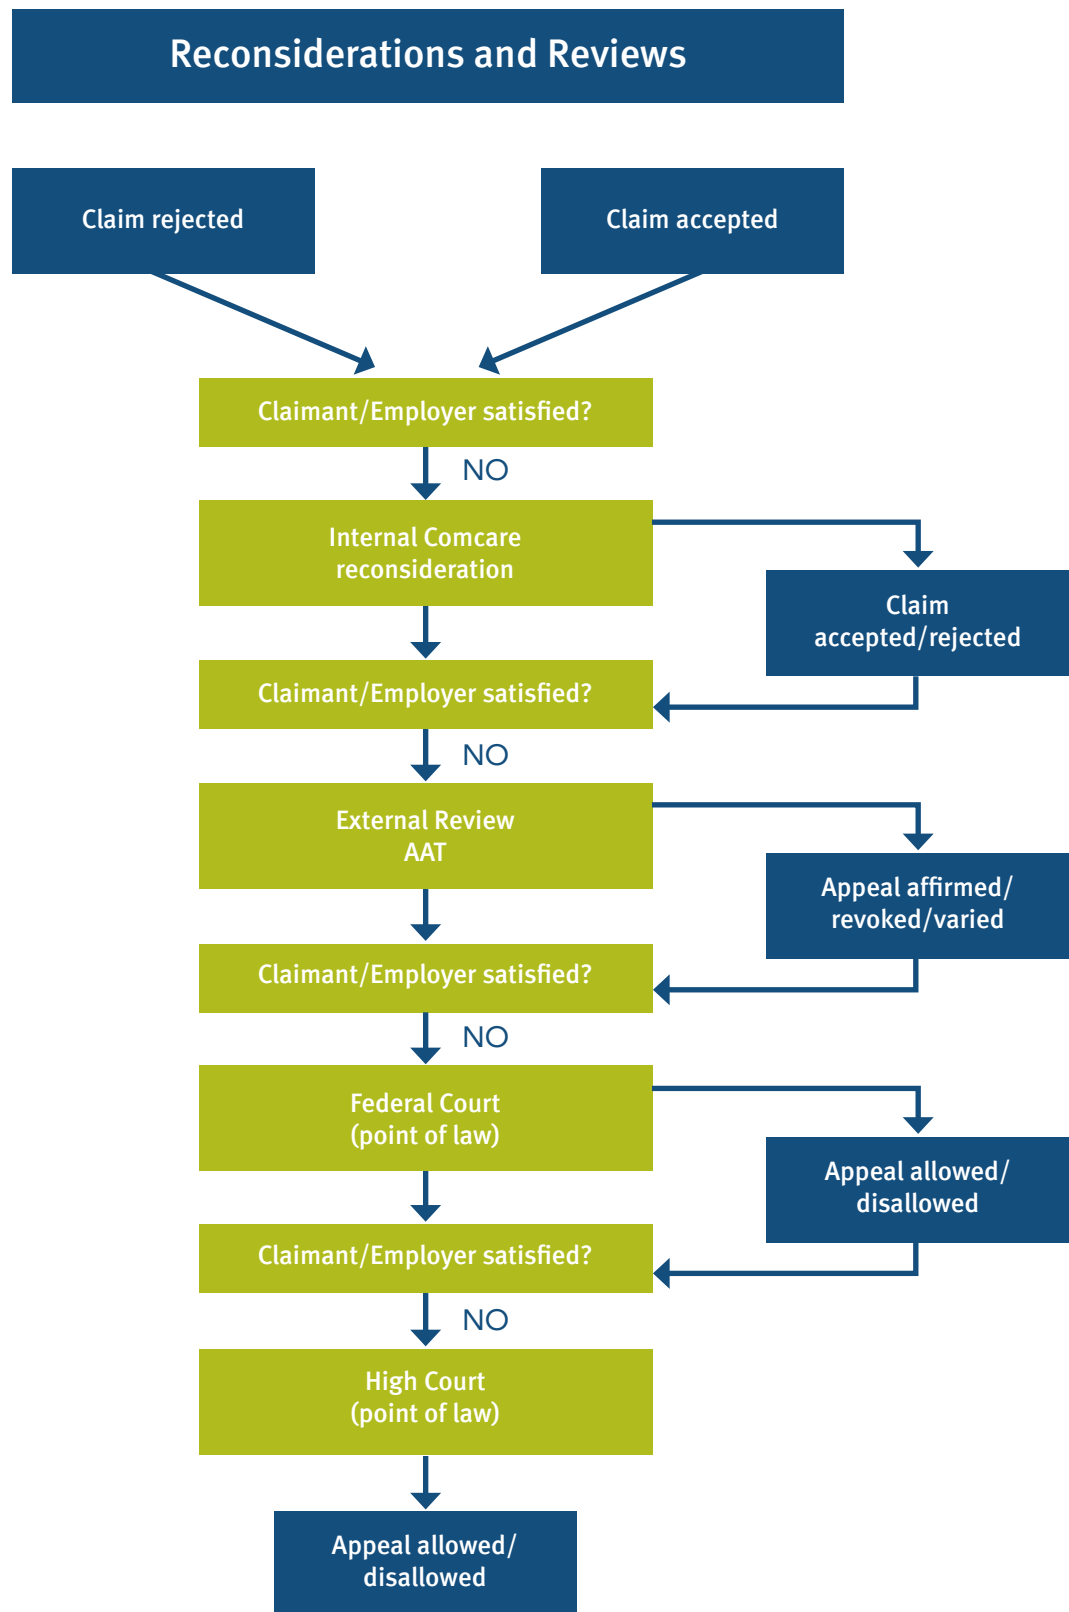 Reconsiderations and Reviews
Claim rejected
Claim accepted
Claimant/Employer satisfied?
NO
Internal Comcare
reconsideration
Claim
accepted/rejected
Claimant/Employer satisfied?
NO
External Review
AAT
Appeal affirmed/
revoked/varied
Claimant/Employer satisfied?
NO
Federal Court
(point of law)
Appeal allowed/
disallowed
Claimant/Employer satisfied?
NO
High Court
(point of law)
Appeal allowed/
disallowed